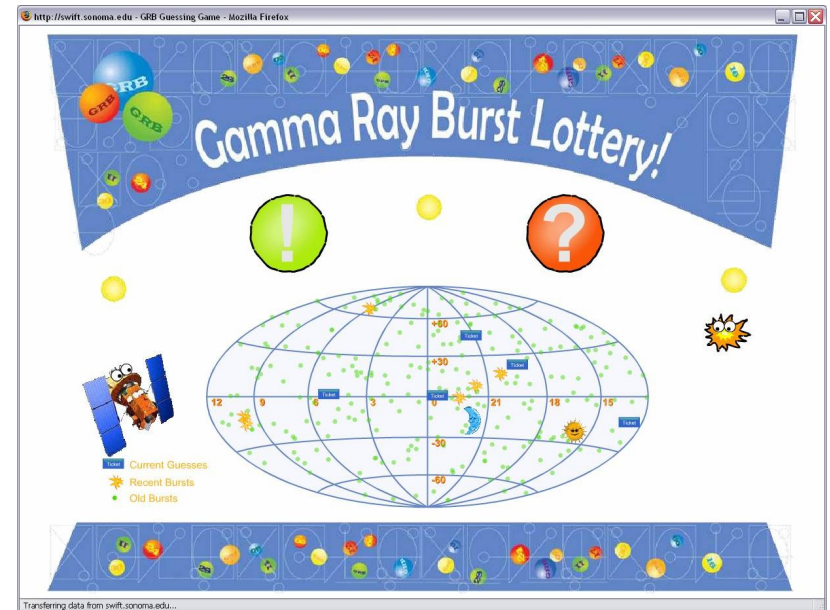 http://swift.sonoma.edu - GRB Guessing Game - Mozilla Firefox
GRB
GRB
GRB
Gamma Ray Burst Lottery!
!
?
+60
Ticket
+30
Ticket
Ticket
Ticket
12 9 6 3 0 21 18 15
Ticket
-30
-60
Ticket Current Guesses
Recent Bursts
Old Bursts
Transferring data from swift.sonoma.edu...